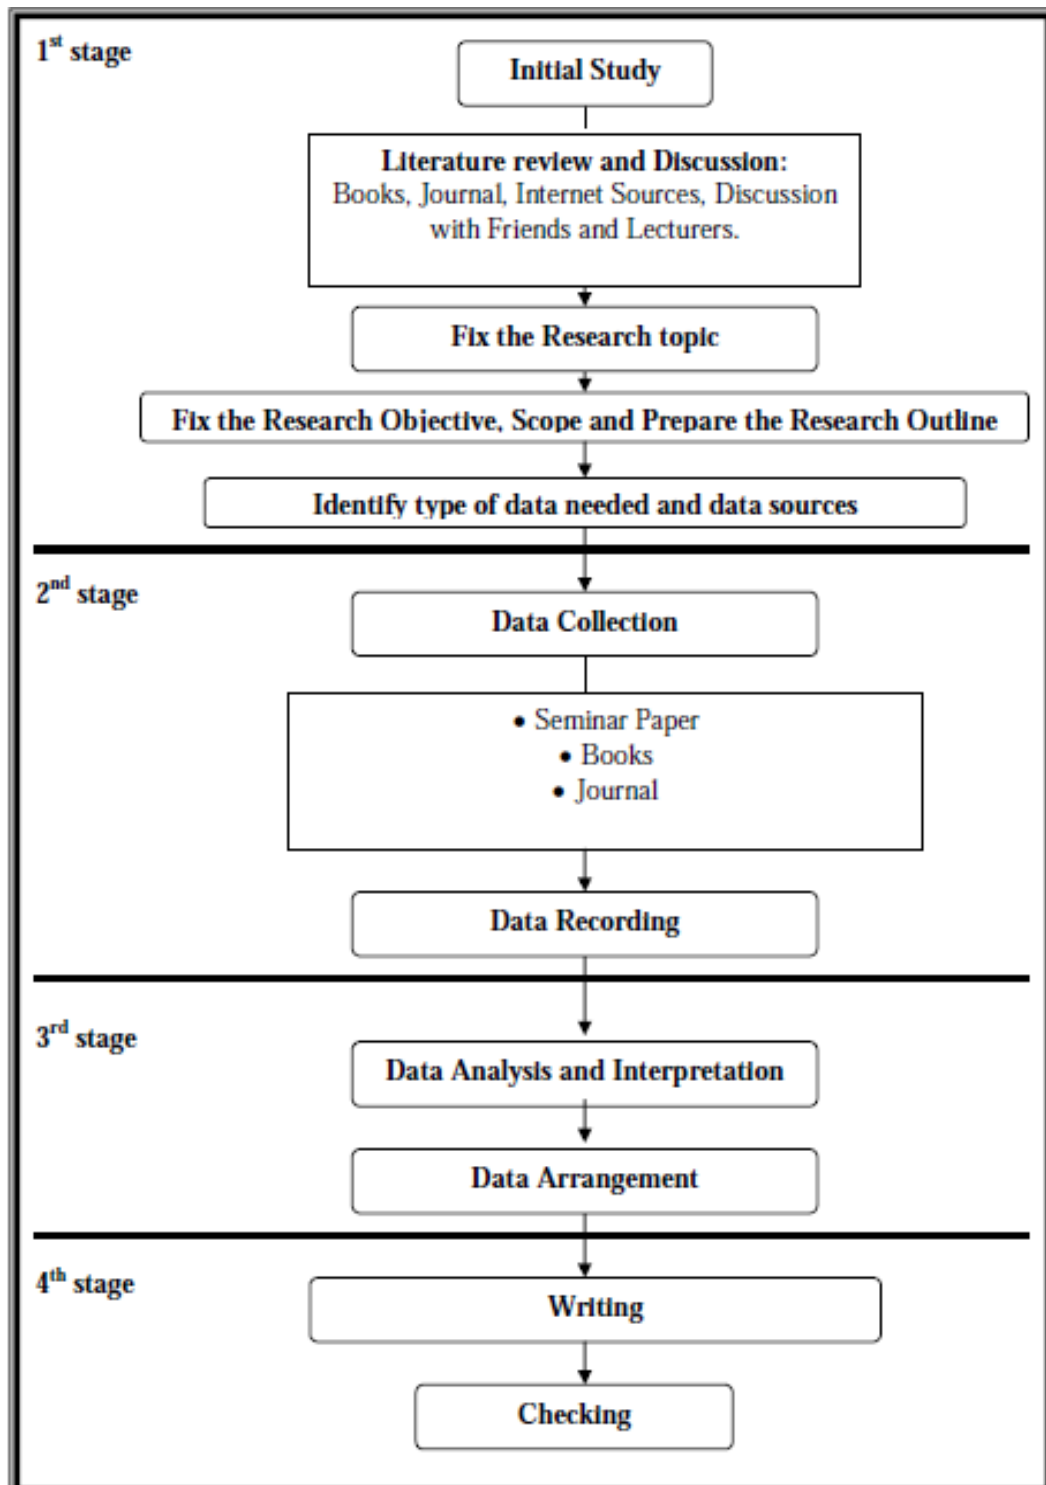 1st stage
Initial Study
Literature review and Discussion:
Books, Journal, Internet Sources, Discussion
with Friends and Lecturers.
Fix the Research topic
Fix the Research Objective, Scope and Prepare the Research Outline
Identify type of data needed and data sources
2nd stage
Data Collection
• Seminar Paper
• Books
• Journal
Data Recording
3rd stage
Data Analysis and Interpretation
Data Arrangement
4th stage
Writing
Checking